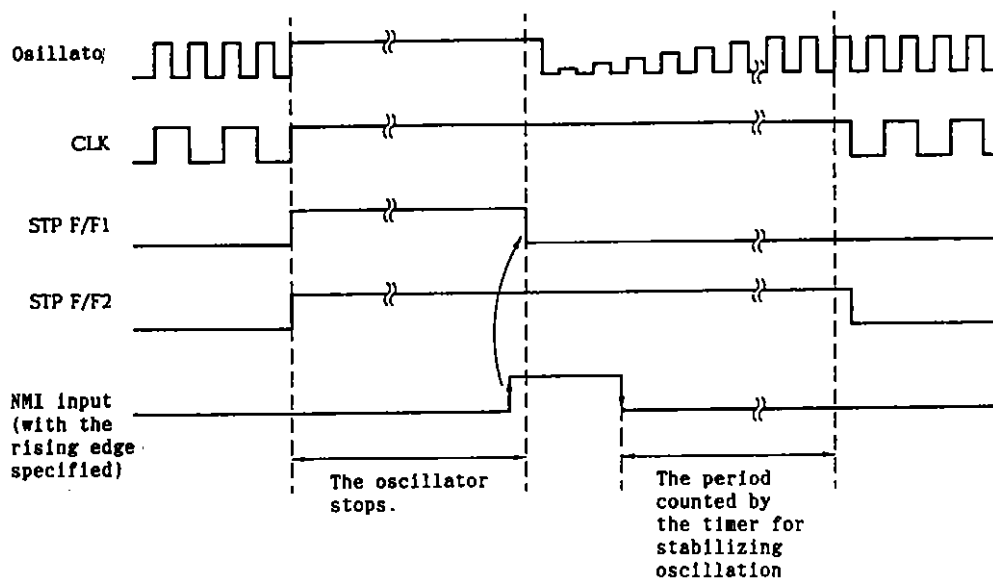 Osillato
CLK
STP F/F1
STP F/F2
NMI input
(with the
rising edge
specified)
The oscillator
stops.
The period
counted by
the timer for
stabilizing
oscillation